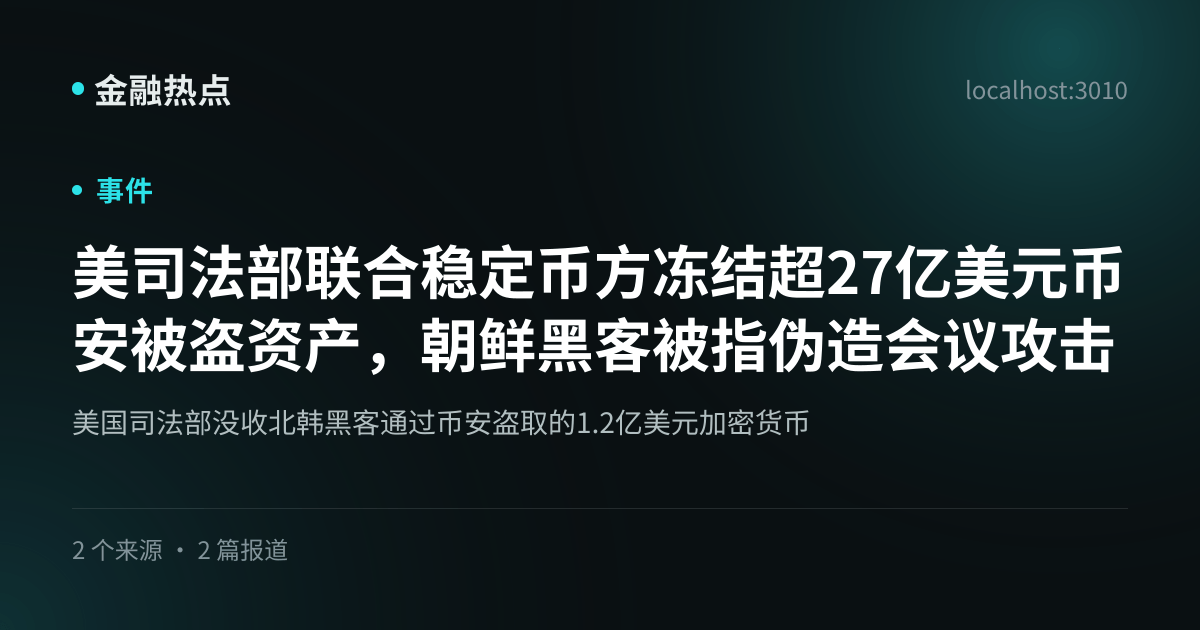 金融热点
localhost:3010
事件
美司法部联合稳定币方冻结超27亿美元币
安被盗资产，朝鲜黑客被指伪造会议攻击
美国司法部没收北韩黑客通过币安盗取的1.2亿美元加密货币
2 个来源 · 2 篇报道